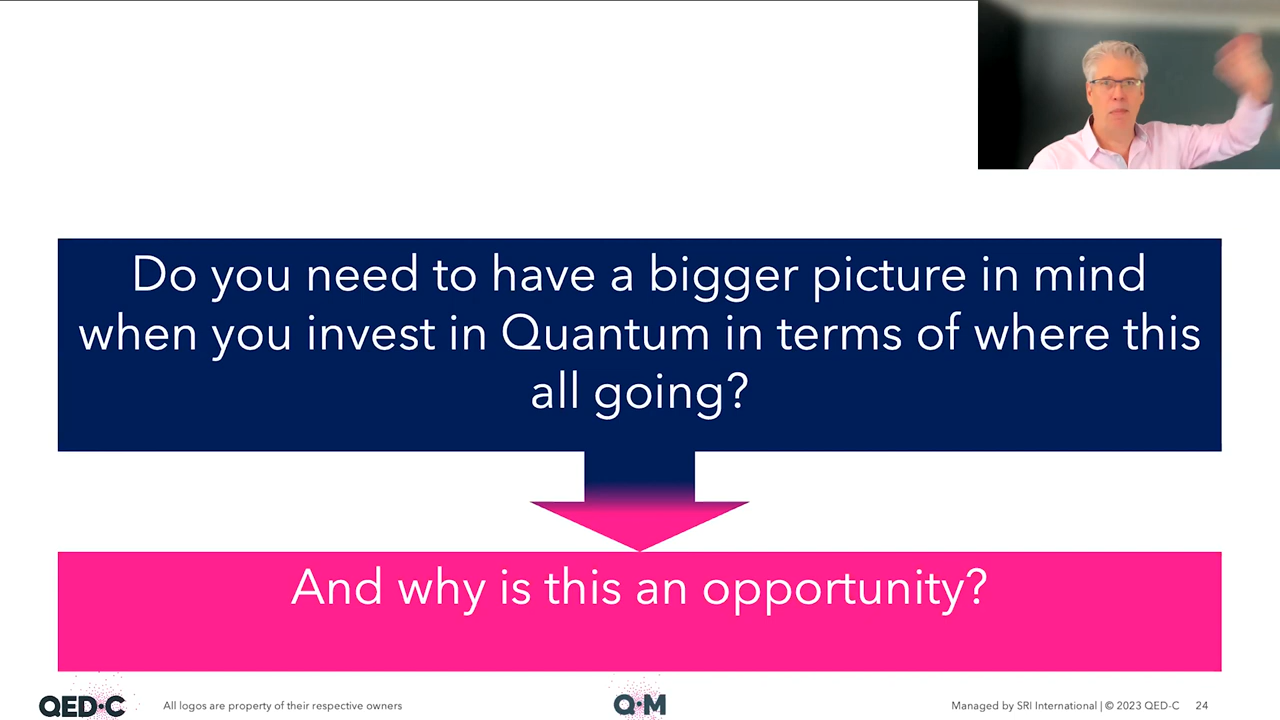 Do you need to have a bigger picture in mind
when you invest in Quantum in terms of where this
all going?
And why is this an opportunity?
QED·C
All logos are property of their respective owners
Q·M
Managed by SRI International | © 2023 QED-C 24